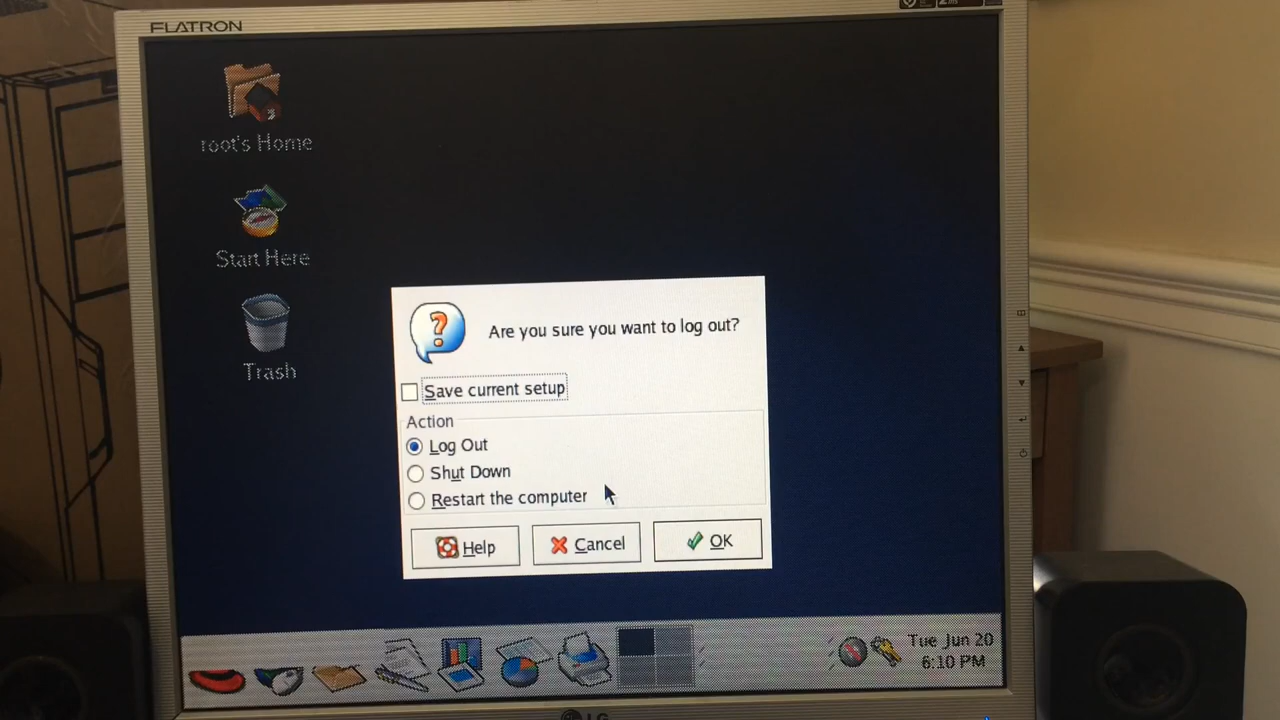 FLATRON
root's Home
Start Here
Trash
Are you sure you want to log out?
Save current setup
Action
Log Out
Shut Down
Restart the computer
Help
Cancel
OK
Tue Jun 20
6:10 PM
LG